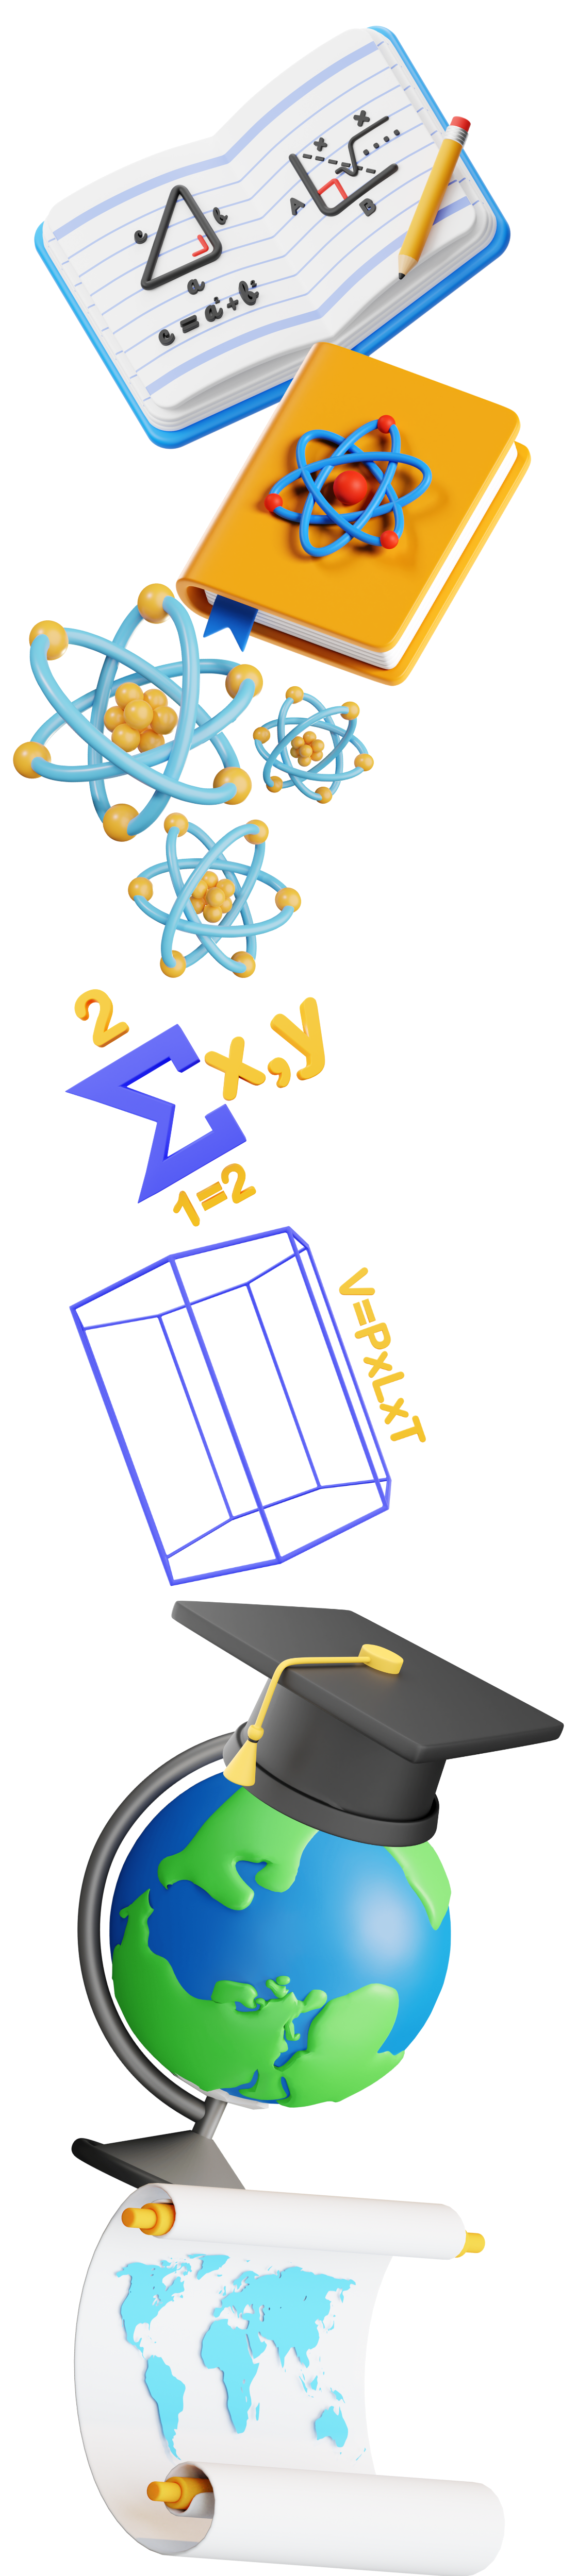 c
b
a
c = a² + b²
A
B
x
x
√
2
Σ x,y
1=2
V=PxLxT